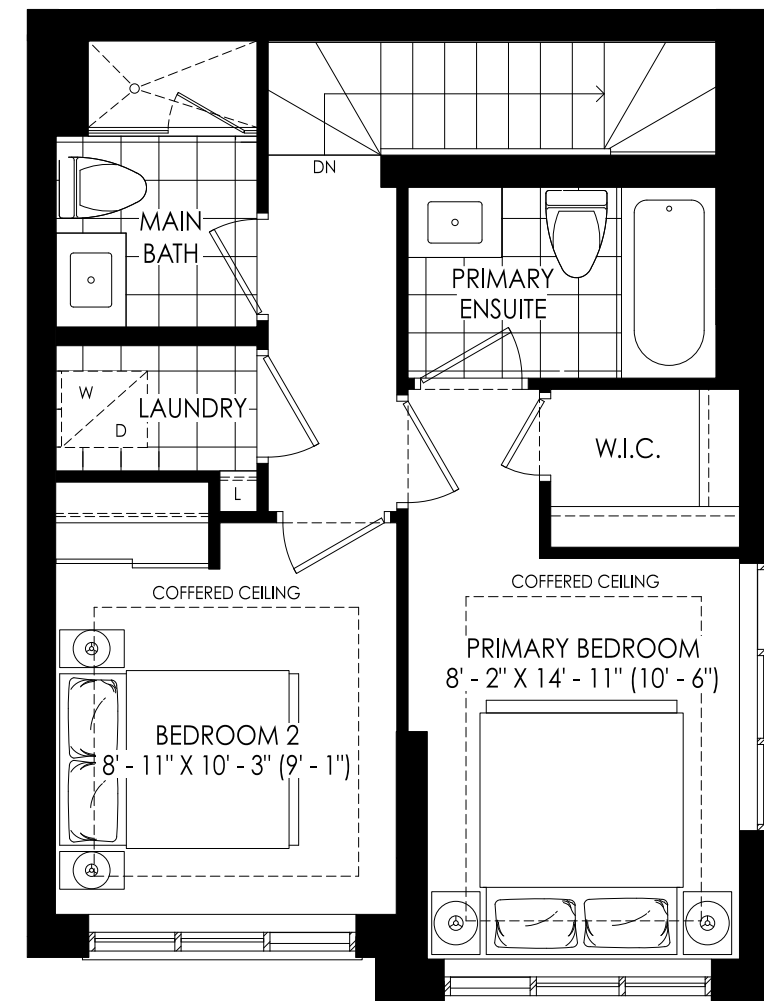 DN
MAIN
BATH
PRIMARY
ENSUITE
W
D
LAUNDRY
W.I.C.
L
COFFERED CEILING
COFFERED CEILING
PRIMARY BEDROOM
8' - 2" X 14' - 11" (10' - 6")
BEDROOM 2
8' - 11" X 10' - 3" (9' - 1")